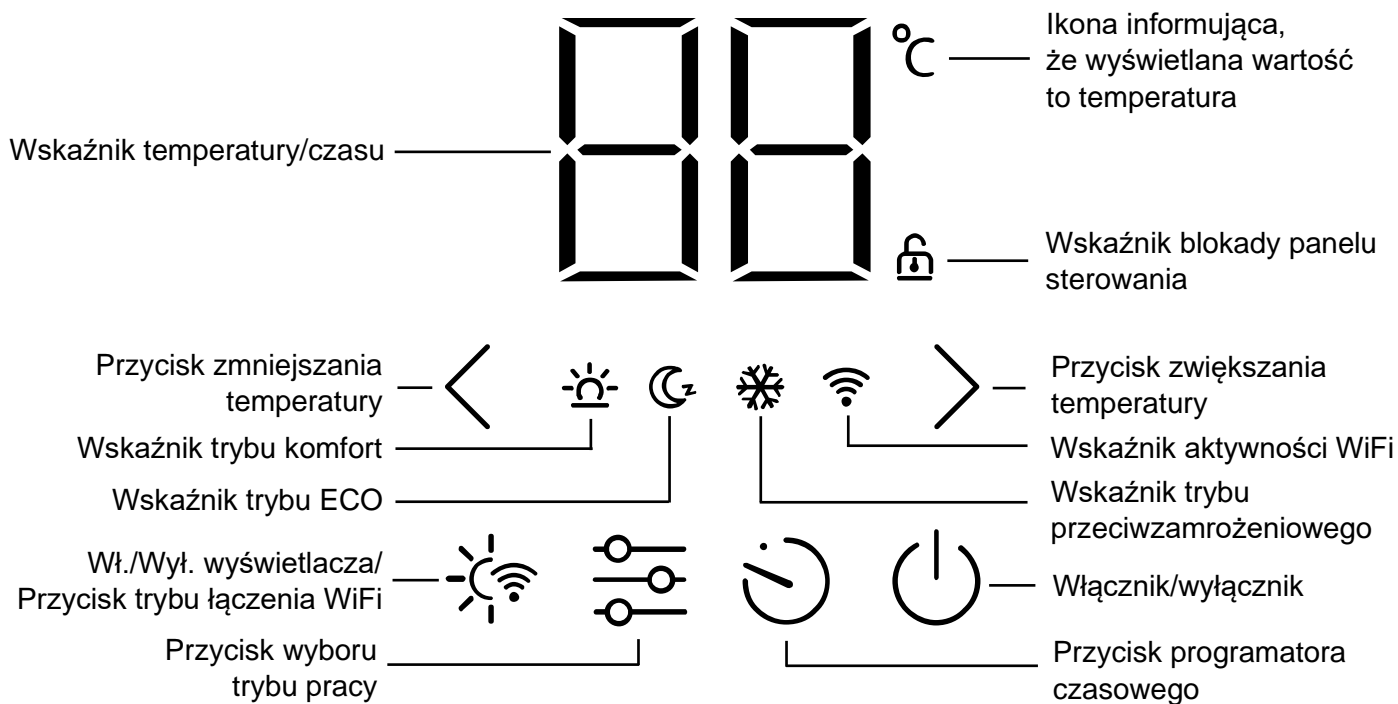 Ikona informująca,
że wyświetlana wartość
to temperatura
°C
Wskaźnik temperatury/czasu
88
Wskaźnik blokady panelu
sterowania
Przycisk zmniejszania
temperatury
Przycisk zwiększania
temperatury
Wskaźnik trybu komfort
Wskaźnik aktywności WiFi
Wskaźnik trybu ECO
Wskaźnik trybu
przeciwzamrożeniowego
Wł./Wył. wyświetlacza/
Przycisk trybu łączenia WiFi
Włącznik/wyłącznik
Przycisk wyboru
trybu pracy
Przycisk programatora
czasowego